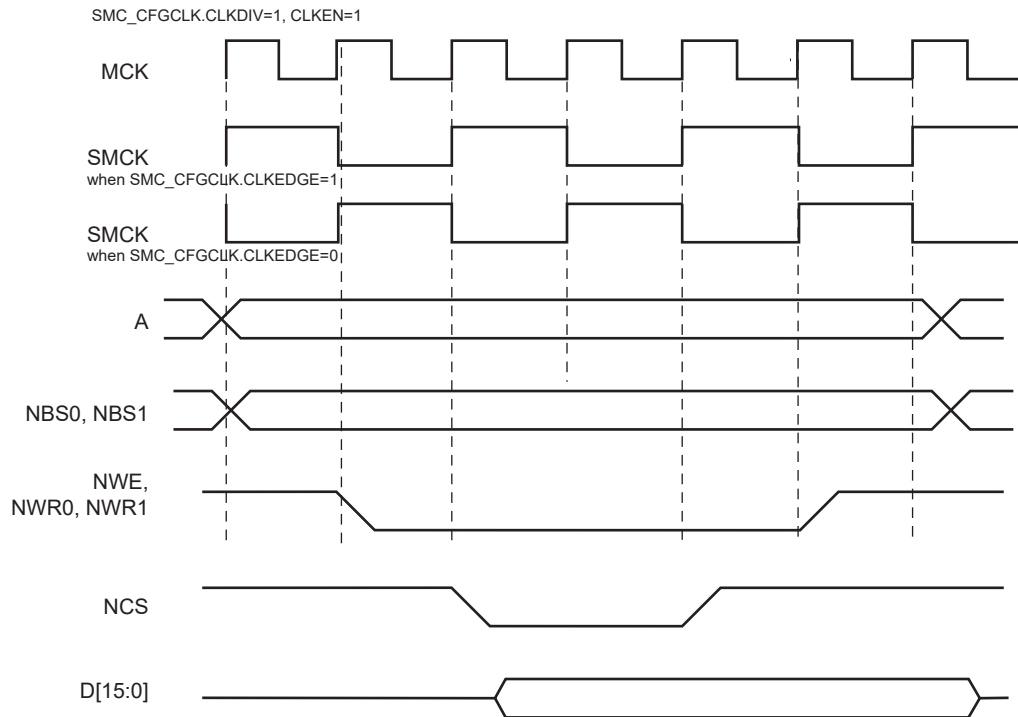 SMC_CFGCLK.CLKDIV=1, CLKEN=1
MCK
SMCK
when SMC_CFGCLK.CLKEDGE=1
SMCK
when SMC_CFGCLK.CLKEDGE=0
A
NBS0, NBS1
NWE,
NWR0, NWR1
NCS
D[15:0]